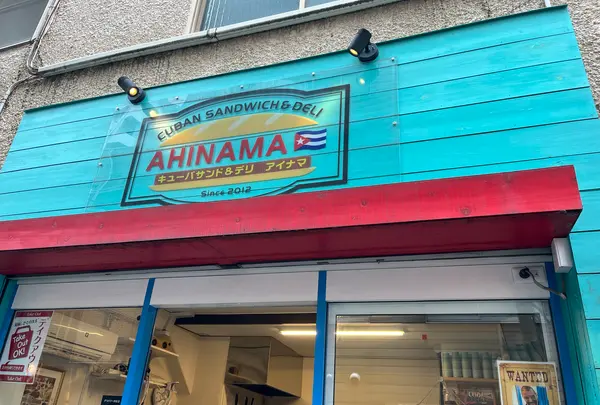 CUBAN SANDWICH & DELI
AHINAMA
キューバサンド&デリ アイナマ
Since 2012
Take Out
OK!
テイクアウト
WANTED